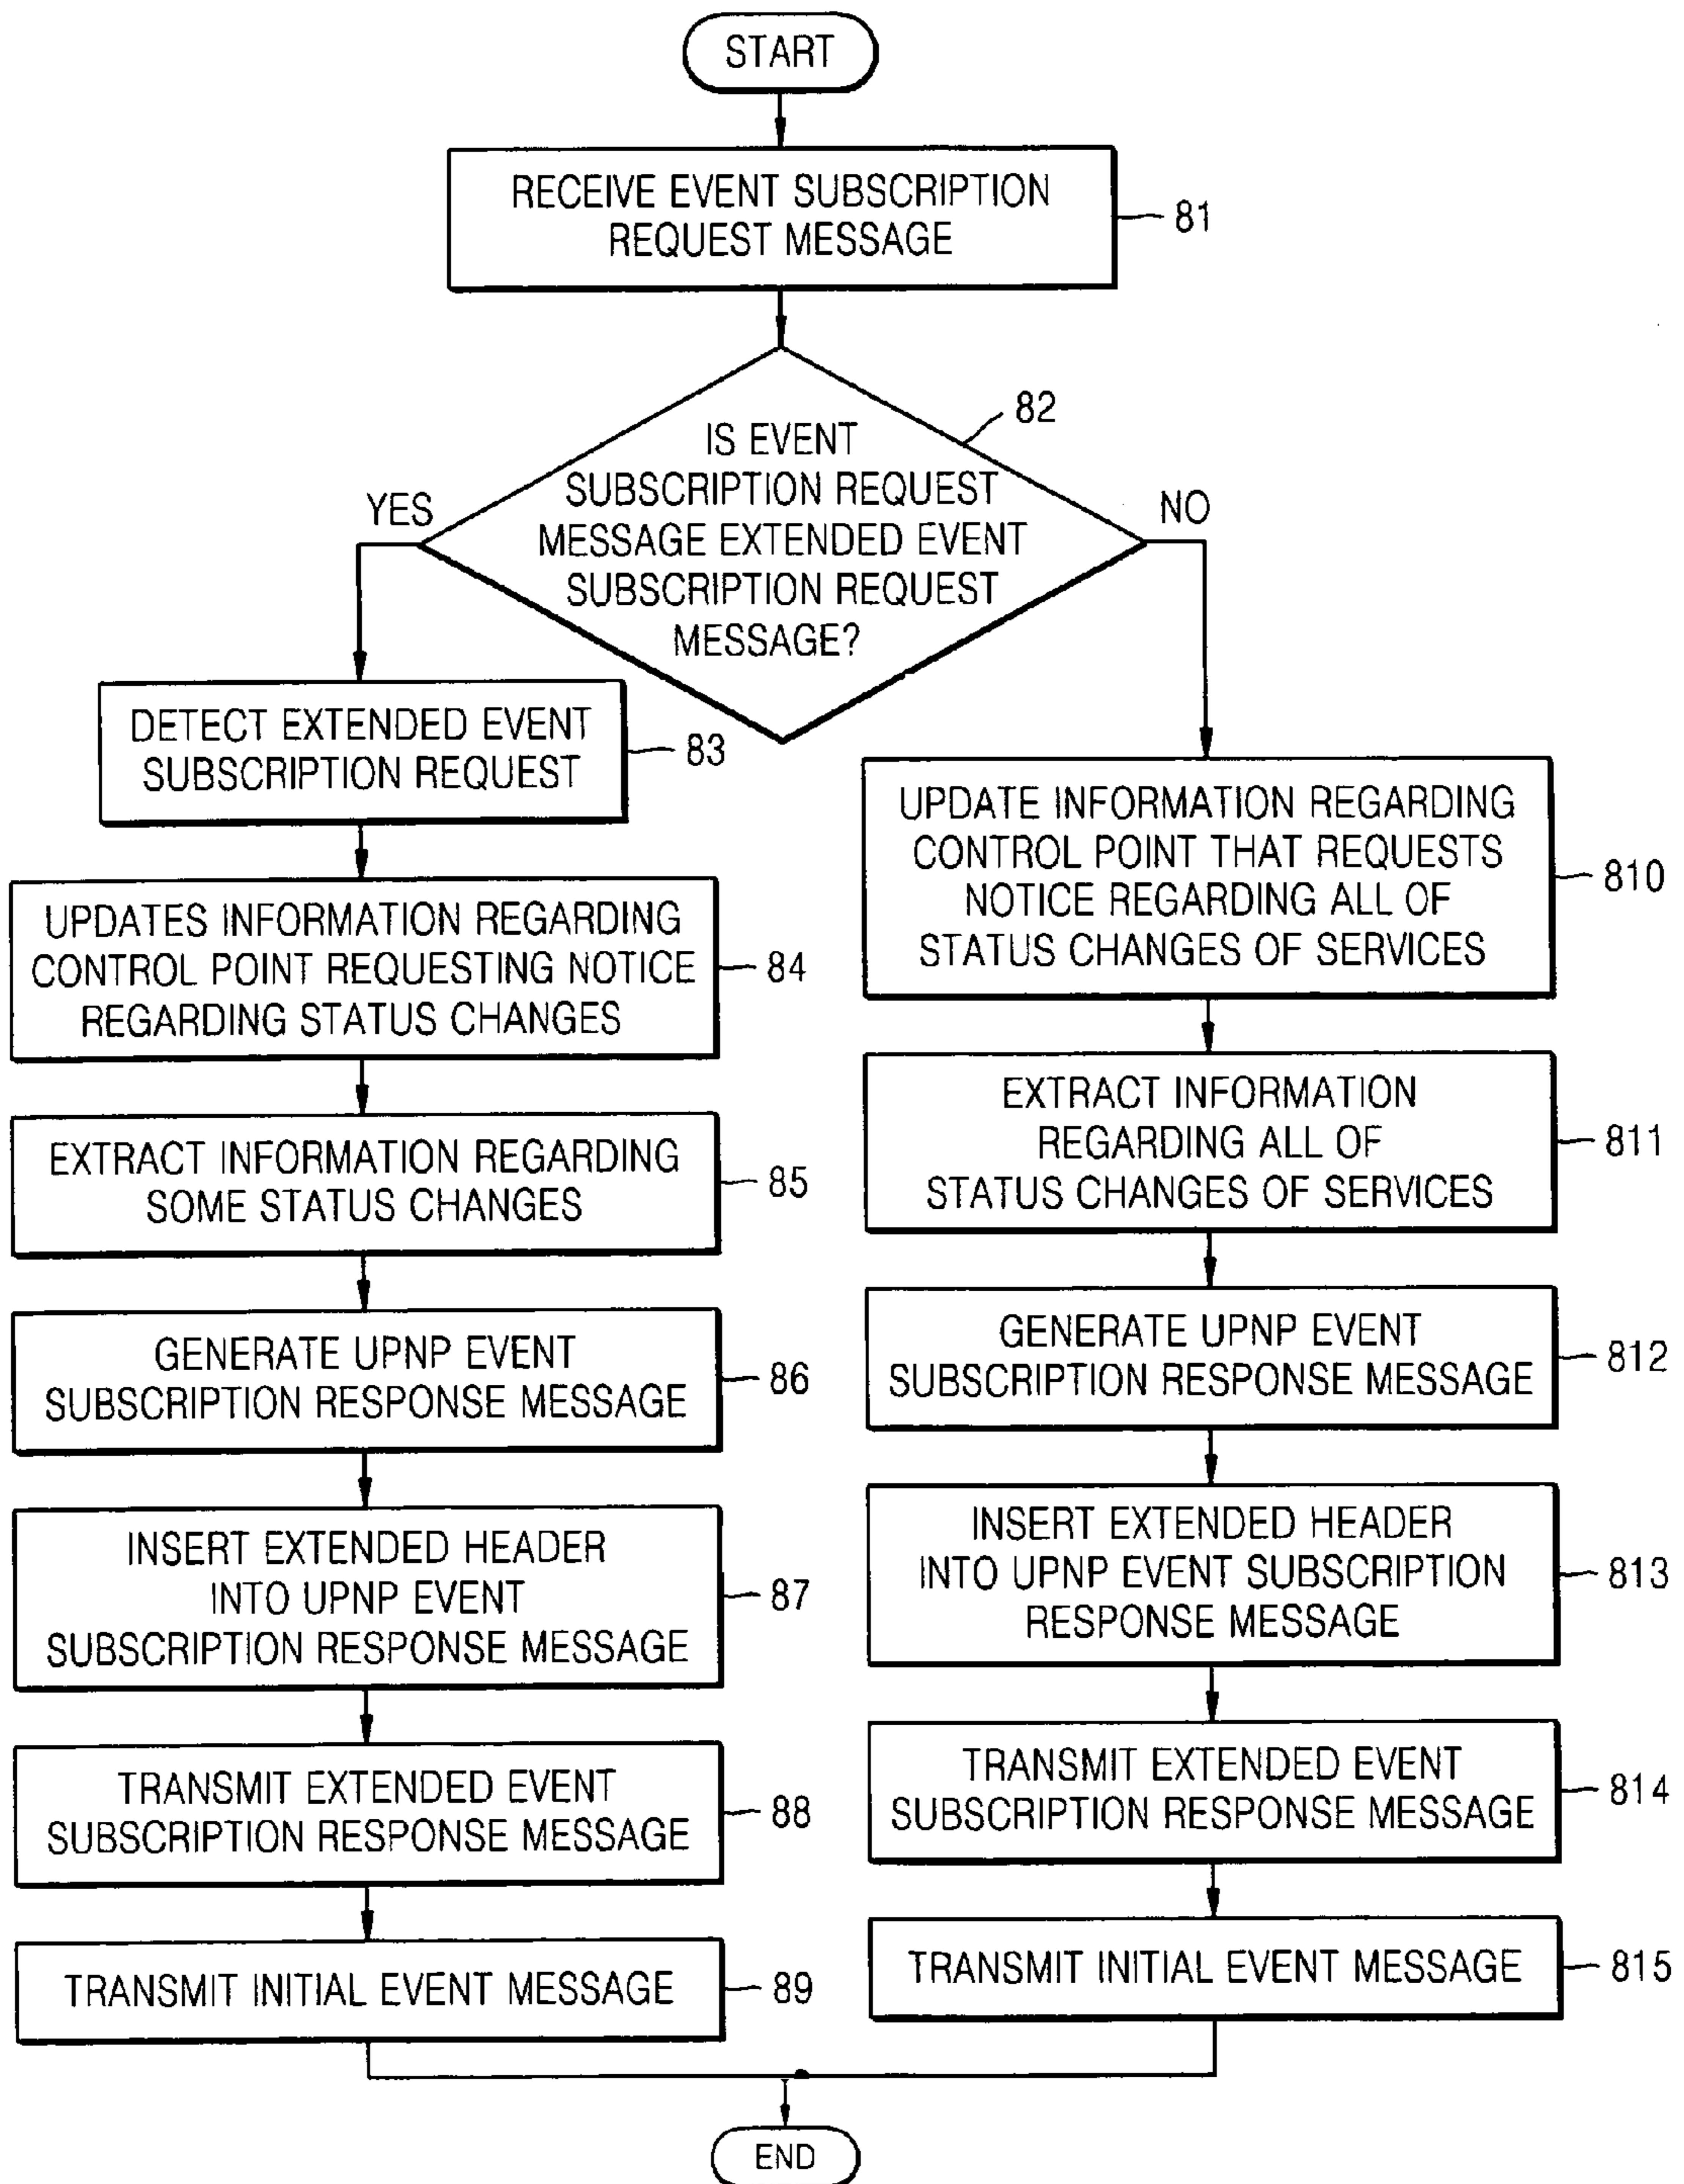 START
RECEIVE EVENT SUBSCRIPTION
REQUEST MESSAGE
81
82
IS EVENT
SUBSCRIPTION REQUEST
MESSAGE EXTENDED EVENT
SUBSCRIPTION REQUEST
MESSAGE?
YES
NO
DETECT EXTENDED EVENT
SUBSCRIPTION REQUEST
83
UPDATES INFORMATION REGARDING
CONTROL POINT REQUESTING NOTICE
REGARDING STATUS CHANGES
84
EXTRACT INFORMATION REGARDING
SOME STATUS CHANGES
85
GENERATE UPNP EVENT
SUBSCRIPTION RESPONSE MESSAGE
86
INSERT EXTENDED HEADER
INTO UPNP EVENT
SUBSCRIPTION RESPONSE MESSAGE
87
TRANSMIT EXTENDED EVENT
SUBSCRIPTION RESPONSE MESSAGE
88
TRANSMIT INITIAL EVENT MESSAGE
89
UPDATE INFORMATION REGARDING
CONTROL POINT THAT REQUESTS
NOTICE REGARDING ALL OF
STATUS CHANGES OF SERVICES
810
EXTRACT INFORMATION
REGARDING ALL OF
STATUS CHANGES OF SERVICES
811
GENERATE UPNP EVENT
SUBSCRIPTION RESPONSE MESSAGE
812
INSERT EXTENDED HEADER
INTO UPNP EVENT SUBSCRIPTION
RESPONSE MESSAGE
813
TRANSMIT EXTENDED EVENT
SUBSCRIPTION RESPONSE MESSAGE
814
TRANSMIT INITIAL EVENT MESSAGE
815
END